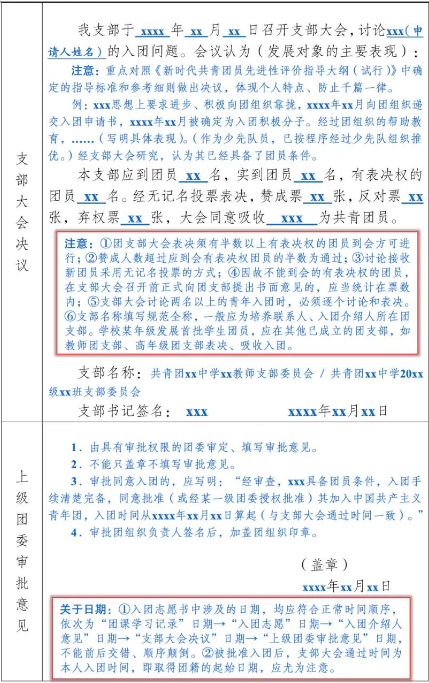 支部大会决议
我支部于 xxxx 年 xx 月 xx 日召开支部大会，讨论xxx(申
请人姓名)的入团问题。会议认为（发展对象的主要表现）：
注意：重点对照《新时代共青团员先进性评价指导大纲（试行）》中确
定的指导标准和参考细则做出决议，体现个人特点、防止千篇一律。
例：xxx思想上要求进步、积极向团组织靠拢，xxxx年xx月向团组织递
交入团申请书，xxxx年xx月被确定为入团积极分子。经过团组织的帮助教
育，……（写明具体表现）。（作为少先队员，已按程序经过少先队组织推
优。）经支部大会研究，认为其已经具备了团员条件。
本支部应到团员 xx 名，实到团员 xx 名，有表决权的
团员 xx 名。经无记名投票表决，赞成票 xx 张，反对票 xx
张，弃权票 xx 张，大会同意吸收 xxx 为共青团员。
注意：①团支部大会表决须有半数以上有表决权的团员到会方可进
行；②赞成人数超过应到会有表决权团员的半数为通过；③讨论接收
新团员采用无记名投票的方式；④因故不能到会的有表决权的团员，
在支部大会召开前正式向团支部提出书面意见的，应当统计在票数
内；⑤支部大会讨论两名以上的青年入团时，必须逐个讨论和表决。
⑥支部名称填写规范全称，一般应为培养联系人、入团介绍人所在团
支部。学校某年级发展首批学生团员，应在其他已成立的团支部，如
教师团支部、高年级团支部表决、吸收入团。
支部名称：共青团xx中学xx教师支部委员会 / 共青团xx中学20xx
级xx班支部委员会
支部书记签名： xxx xxxx年xx月xx日
上级团委审批意见
1．由具有审批权限的团委审定、填写审批意见。
2．不能只盖章不填写审批意见。
3．审批同意入团的，应写明：“经审查，xxx具备团员条件，入团手
续清楚完备，同意批准（或经某一级团委授权批准）其加入中国共产主义
青年团，入团时间从xxxx年xx月xx日算起（与支部大会通过时间一致）。”
4．审批团组织负责人签名后，加盖团组织印章。
（盖章）
xxxx年xx月xx日
关于日期：①入团志愿书中涉及的日期，均应符合正常时间顺序，
依次为“团课学习记录”日期→“入团志愿”日期→“入团介绍人
意见”日期→“支部大会决议”日期→“上级团委审批意见”日期，
不能前后交错、顺序颠倒。②被批准入团后，支部大会通过时间为
本人入团时间，即取得团籍的起始日期，应尤为注意。